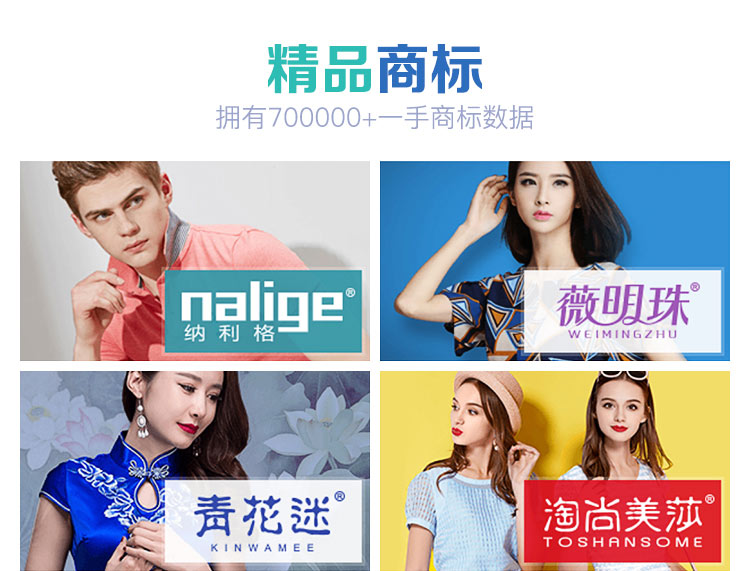 精品商标
拥有700000+一手商标数据
nalige®
纳利格
薇明珠®
WEIMINGZHU
青花迷®
KINWAMEE
淘尚美莎®
TOSHANSOME